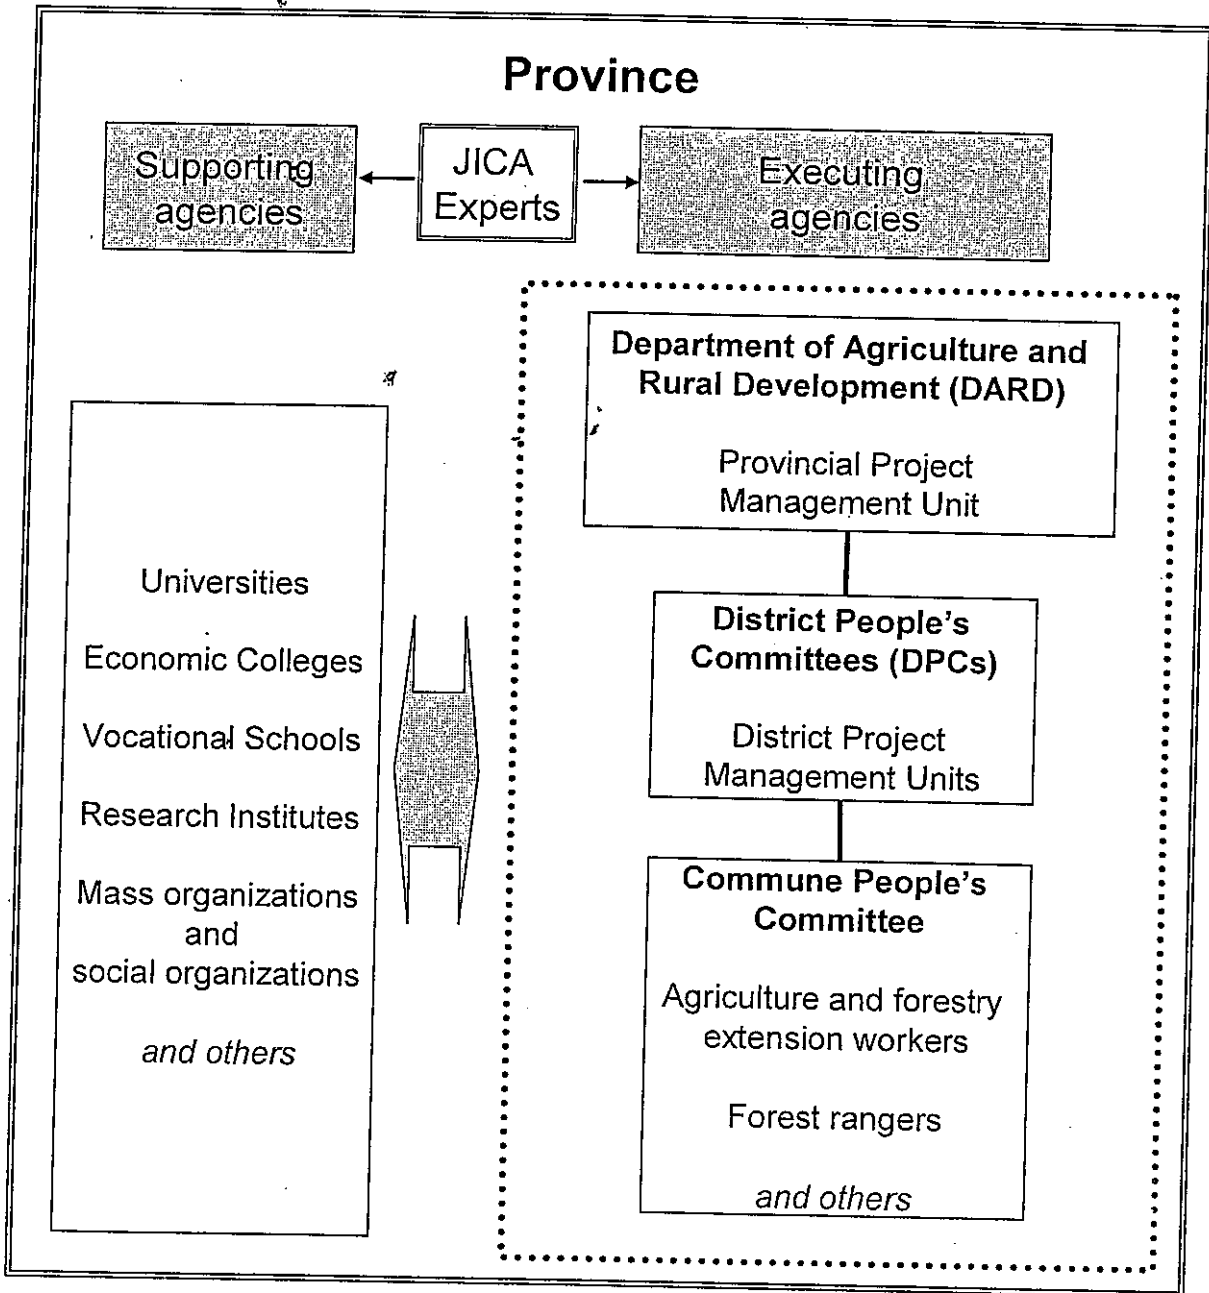 Province
Supporting
agencies
JICA
Experts
Executing
agencies
Universities
Economic Colleges
Vocational Schools
Research Institutes
Mass organizations
and
social organizations
and others
Department of Agriculture and
Rural Development (DARD)
Provincial Project
Management Unit
District People's
Committees (DPCs)
District Project
Management Units
Commune People's
Committee
Agriculture and forestry
extension workers
Forest rangers
and others